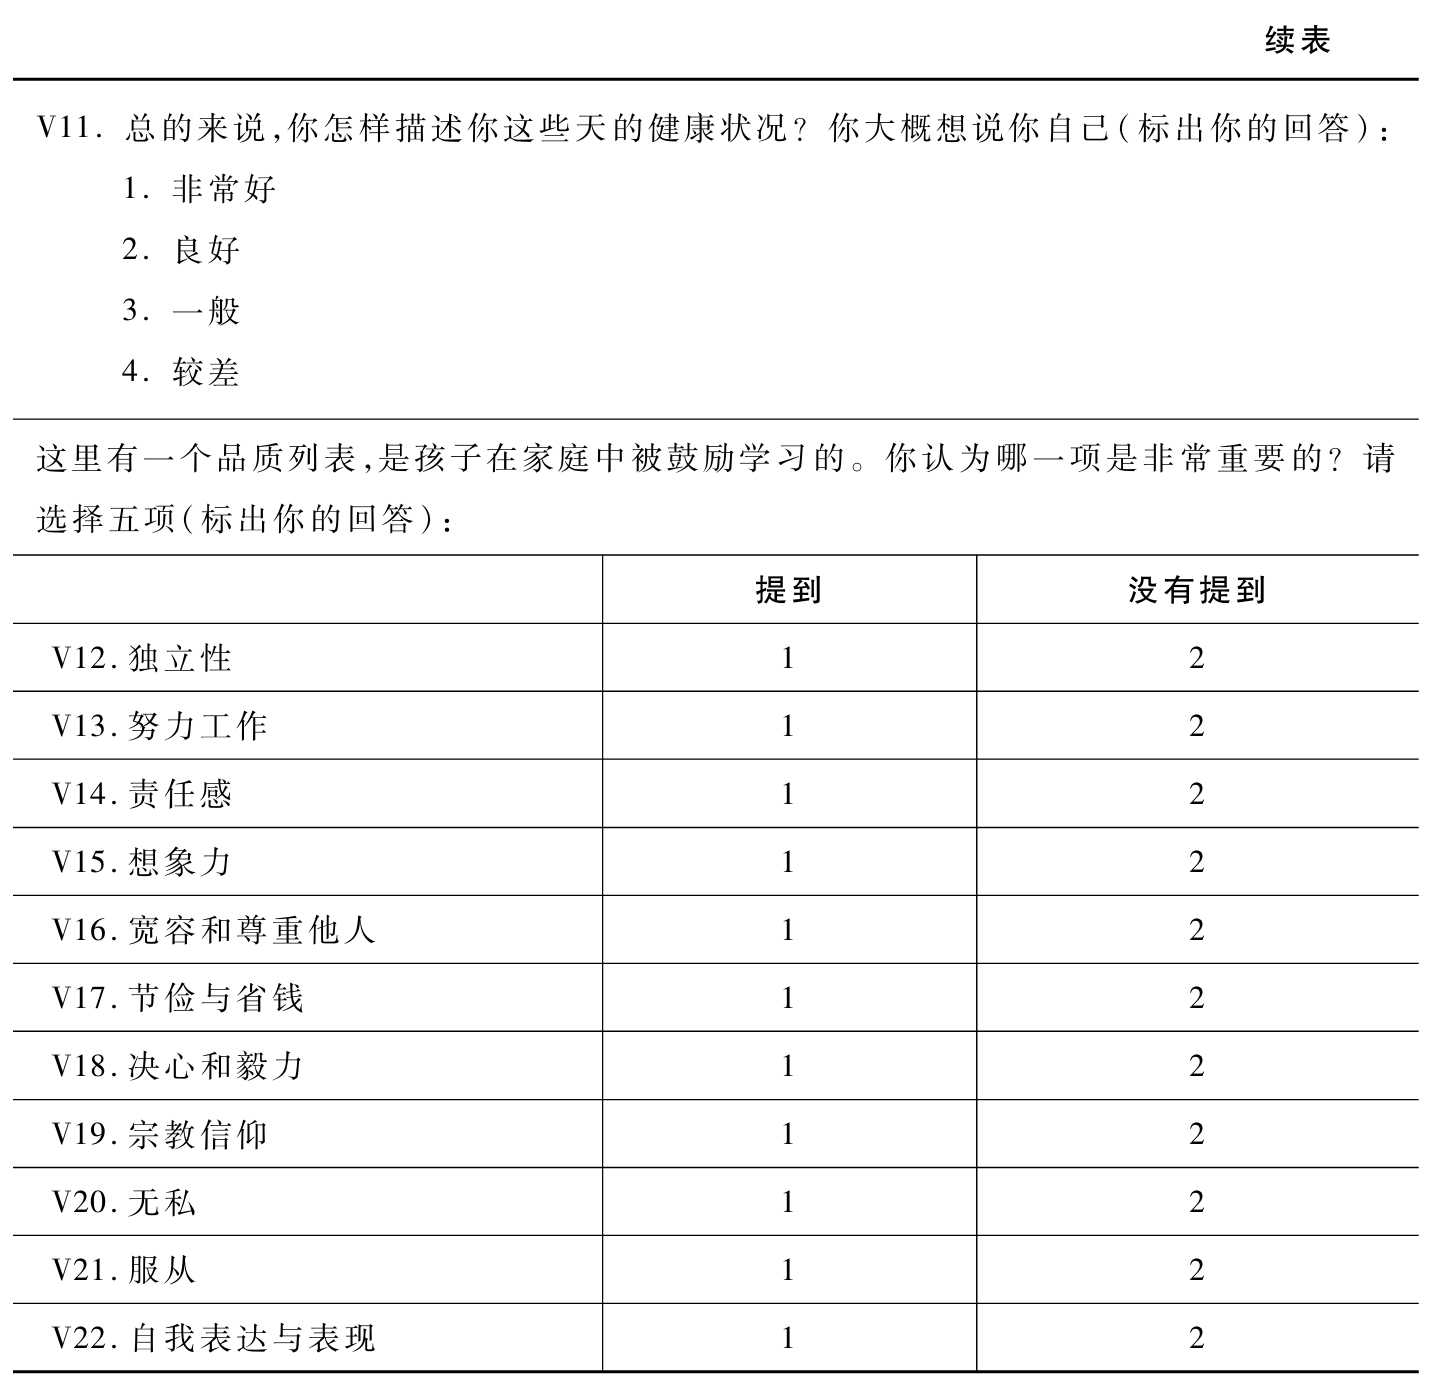 续表
V11. 总的来说,你怎样描述你这些天的健康状况? 你大概想说你自己(标出你的回答):
1. 非常好
2. 良好
3. 一般
4. 较差
这里有一个品质列表,是孩子在家庭中被鼓励学习的。你认为哪一项是非常重要的? 请
选择五项(标出你的回答):
提到 没有提到
V12.独立性 1 2
V13.努力工作 1 2
V14.责任感 1 2
V15.想象力 1 2
V16.宽容和尊重他人 1 2
V17.节俭与省钱 1 2
V18.决心和毅力 1 2
V19.宗教信仰 1 2
V20.无私 1 2
V21.服从 1 2
V22.自我表达与表现 1 2